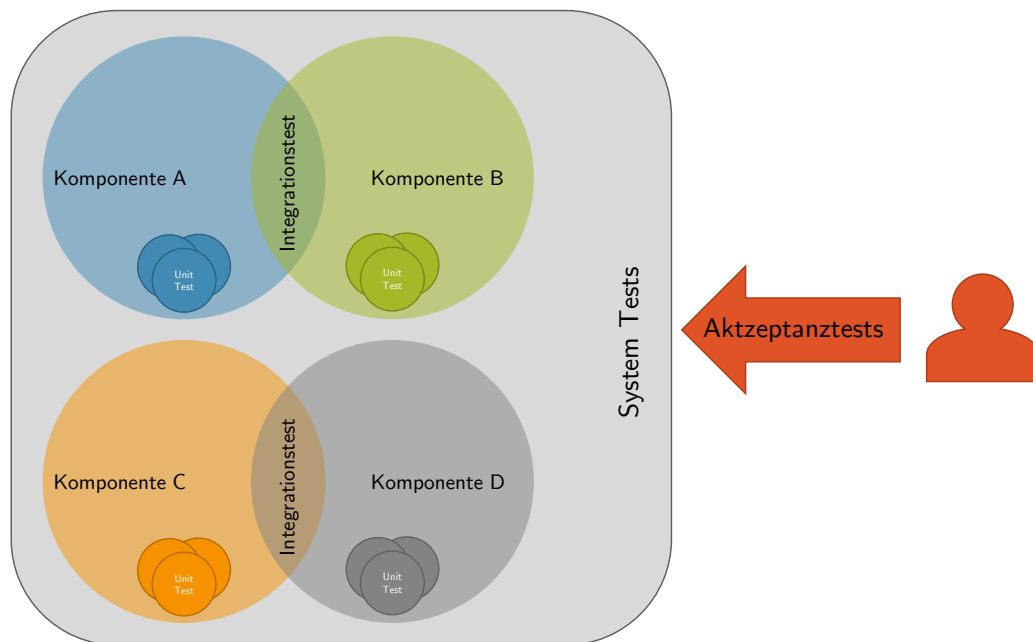 Komponente A
Integrationstest
Komponente B
Unit
Test
Unit
Test
System Tests
Aktzeptanztests
Komponente C
Integrationstest
Komponente D
Unit
Test
Unit
Test